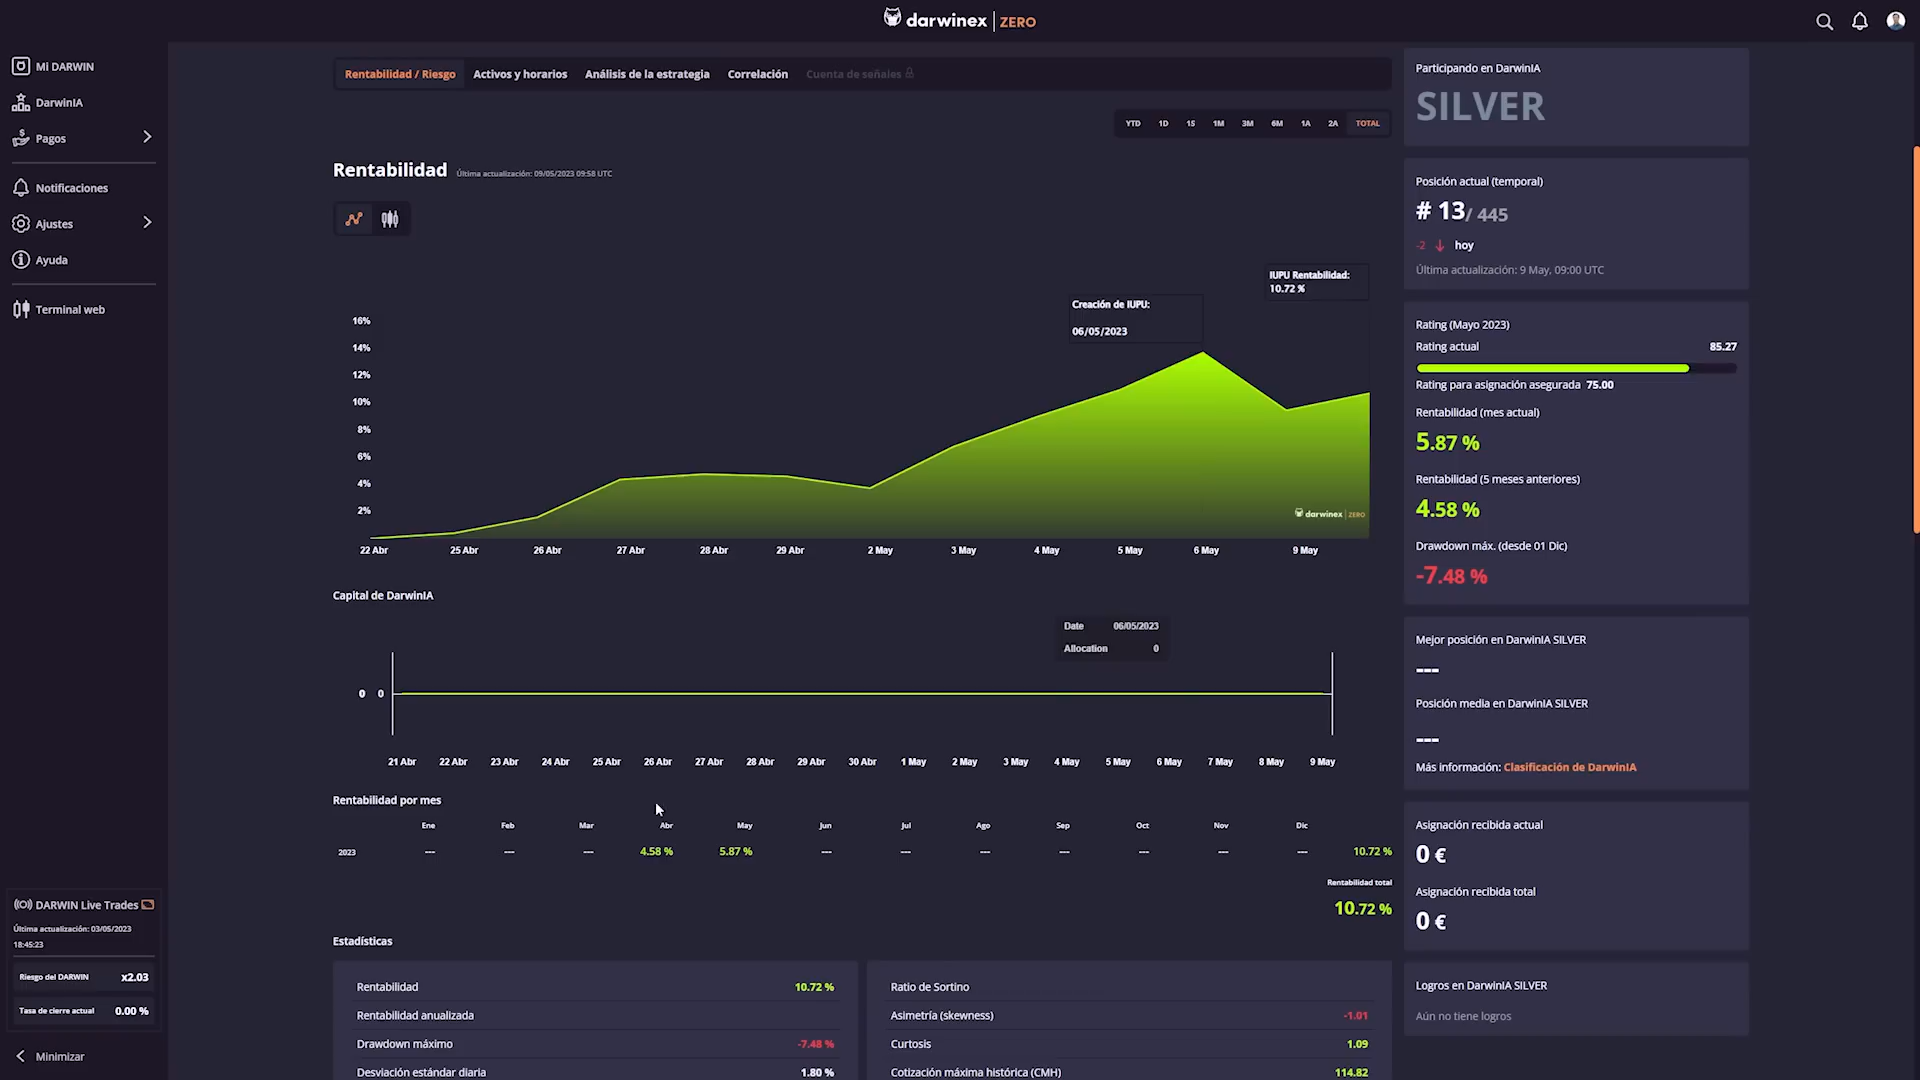 darwinex ZERO
Mi DARWIN
DarwinIA
Pagos
Notificaciones
Ajustes
Ayuda
Terminal web
DARWIN Live Trades
Última actualización: 03/05/2023
18:45:23
Riesgo del DARWIN x2.03
Tasa de cierre actual 0.00 %
Minimizar
Rentabilidad / Riesgo Activos y horarios Análisis de la estrategia Correlación Cuenta de señales
YTD 1D 1S 1M 3M 6M 1A 2A TOTAL
Rentabilidad Última actualización: 09/05/2023 09:58 UTC
IUPU Rentabilidad:
10.72 %
Creación de IUPU:
06/05/2023
16%
14%
12%
10%
8%
6%
4%
2%
darwinex ZERO
22 Abr 25 Abr 26 Abr 27 Abr 28 Abr 29 Abr 2 May 3 May 4 May 5 May 6 May 9 May
Capital de DarwinIA
Date 06/05/2023
Allocation 0
0 0
21 Abr 22 Abr 23 Abr 24 Abr 25 Abr 26 Abr 27 Abr 28 Abr 29 Abr 30 Abr 1 May 2 May 3 May 4 May 5 May 6 May 7 May 8 May 9 May
Rentabilidad por mes
Ene Feb Mar Abr May Jun Jul Ago Sep Oct Nov Dic
2023 --- --- --- 4.58 % 5.87 % --- --- --- --- --- --- --- 10.72 %
Rentabilidad total
10.72 %
Estadísticas
Rentabilidad 10.72 %
Rentabilidad anualizada
Drawdown máximo -7.48 %
Desviación estándar diaria 1.80 %
Ratio de Sortino
Asimetría (skewness) -1.01
Curtosis 1.09
Cotización máxima histórica (CMH) 114.82
Participando en DarwinIA
SILVER
Posición actual (temporal)
# 13/ 445
-2 hoy
Última actualización: 9 May, 09:00 UTC
Rating (Mayo 2023)
Rating actual 85.27
Rating para asignación asegurada 75.00
Rentabilidad (mes actual)
5.87 %
Rentabilidad (5 meses anteriores)
4.58 %
Drawdown máx. (desde 01 Dic)
-7.48 %
Mejor posición en DarwinIA SILVER
---
Posición media en DarwinIA SILVER
---
Más información: Clasificación de DarwinIA
Asignación recibida actual
0 €
Asignación recibida total
0 €
Logros en DarwinIA SILVER
Aún no tiene logros